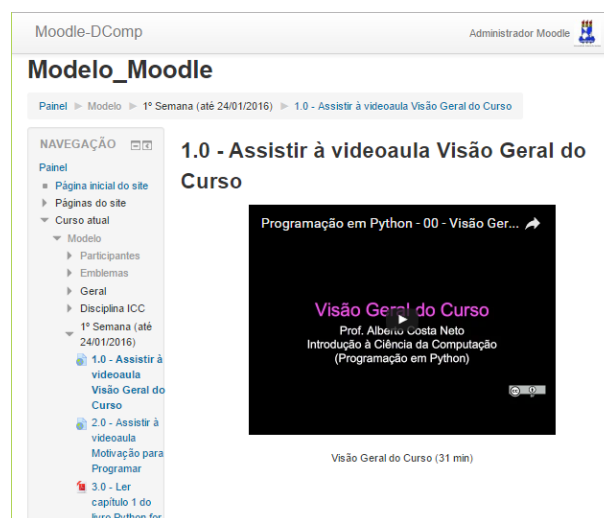 Moodle-DComp
Administrador Moodle
Modelo_Moodle
Painel
Modelo
1º Semana (até 24/01/2016)
1.0 - Assistir à videoaula Visão Geral do Curso
NAVEGAÇÃO
Painel
Página inicial do site
Páginas do site
Curso atual
Modelo
Participantes
Emblemas
Geral
Disciplina ICC
1º Semana (até
24/01/2016)
1.0 - Assistir à
videoaula
Visão Geral do
Curso
2.0 - Assistir à
videoaula
Motivação para
Programar
3.0 - Ler
capítulo 1 do
livro Python for
1.0 - Assistir à videoaula Visão Geral do
Curso
Programação em Python - 00 - Visão Ger...
Visão Geral do Curso
Prof. Alberto Costa Neto
Introdução à Ciência da Computação
(Programação em Python)
Visão Geral do Curso (31 min)